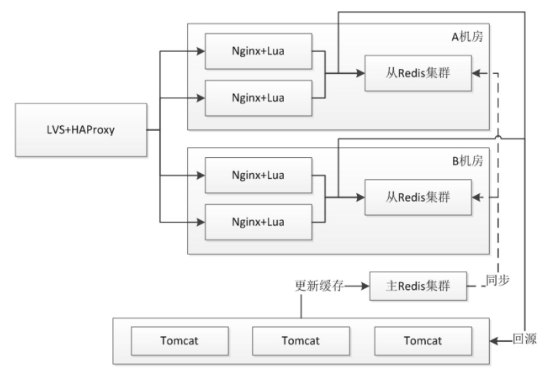 A机房
Nginx+Lua
从Redis集群
Nginx+Lua
LVS+HAProxy
B机房
Nginx+Lua
从Redis集群
Nginx+Lua
更新缓存
主Redis集群
同步
Tomcat
Tomcat
Tomcat
回源